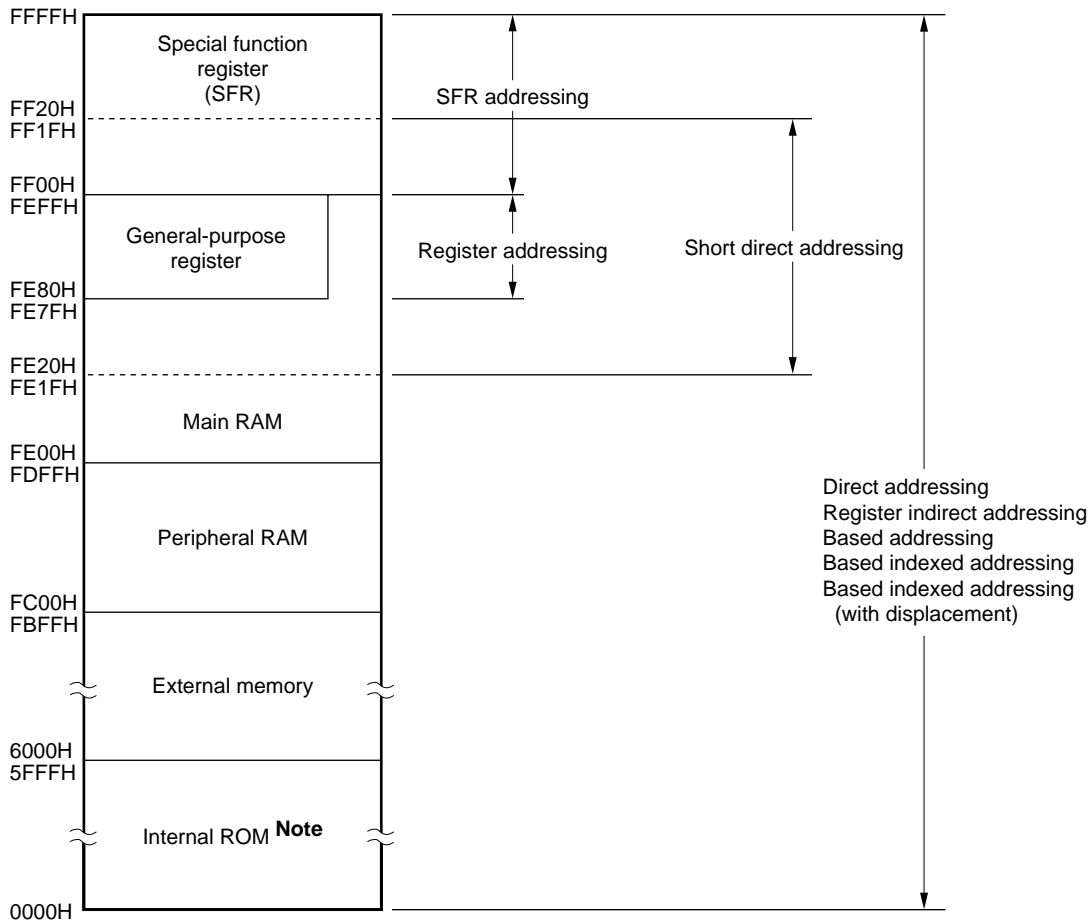 FFFFH
Special function
register
(SFR)
SFR addressing
FF20H
FF1FH
FF00H
FEFFH
General-purpose
register
Register addressing
Short direct addressing
FE80H
FE7FH
FE20H
FE1FH
Main RAM
FE00H
FDFFH
Direct addressing
Register indirect addressing
Based addressing
Based indexed addressing
Based indexed addressing
(with displacement)
Peripheral RAM
FC00H
FBFFH
External memory
6000H
5FFFH
Internal ROM Note
0000H